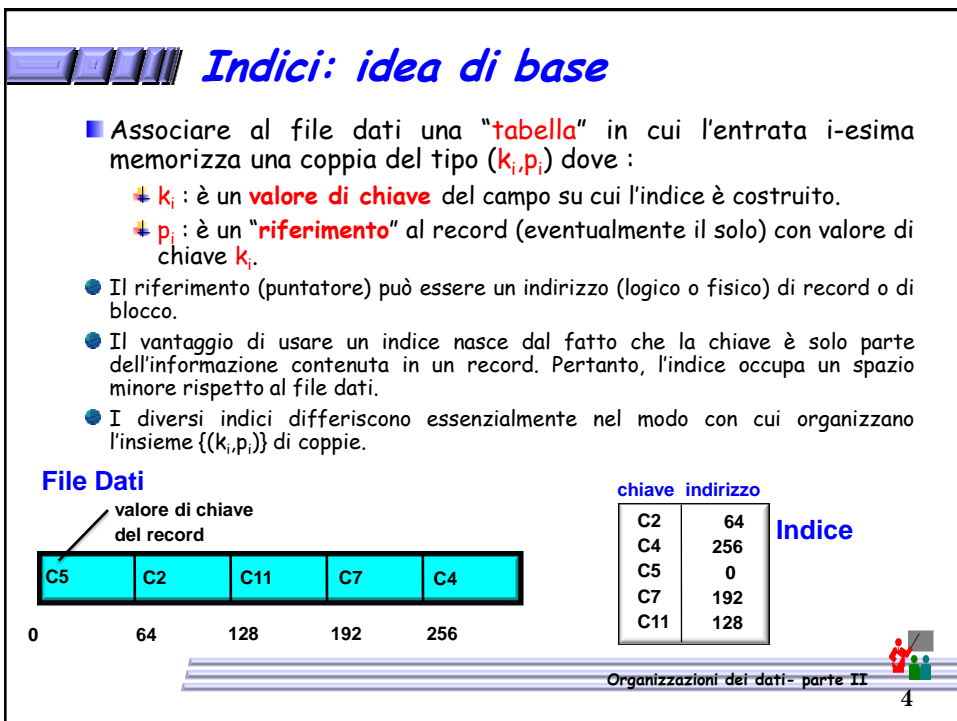 Indici: idea di base
Associare al file dati una “tabella” in cui l'entrata i-esima
memorizza una coppia del tipo (ki,pi) dove :
ki : è un valore di chiave del campo su cui l'indice è costruito.
pi : è un “riferimento” al record (eventualmente il solo) con valore di
chiave ki.
Il riferimento (puntatore) può essere un indirizzo (logico o fisico) di record o di
blocco.
Il vantaggio di usare un indice nasce dal fatto che la chiave è solo parte
dell'informazione contenuta in un record. Pertanto, l'indice occupa un spazio
minore rispetto al file dati.
I diversi indici differiscono essenzialmente nel modo con cui organizzano
l'insieme {(ki,pi)} di coppie.
File Dati
valore di chiave
del record
C5 C2 C11 C7 C4
0 64 128 192 256
chiave indirizzo
C2 64
C4 256
C5 0
C7 192
C11 128
Indice
Organizzazioni dei dati- parte II
4